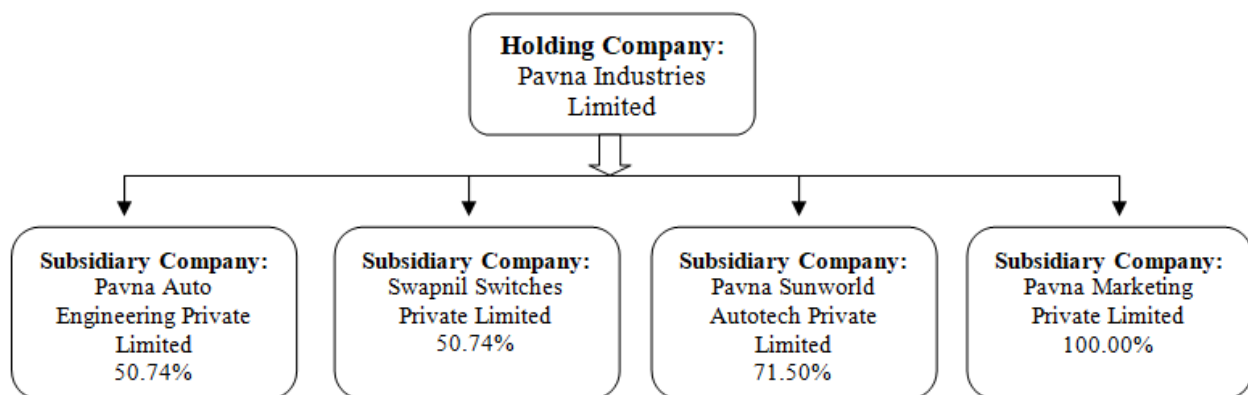 Holding Company:
Pavna Industries
Limited
Subsidiary Company:
Pavna Auto
Engineering Private
Limited
50.74%
Subsidiary Company:
Swapnil Switches
Private Limited
50.74%
Subsidiary Company:
Pavna Sunworld
Autotech Private
Limited
71.50%
Subsidiary Company:
Pavna Marketing
Private Limited
100.00%